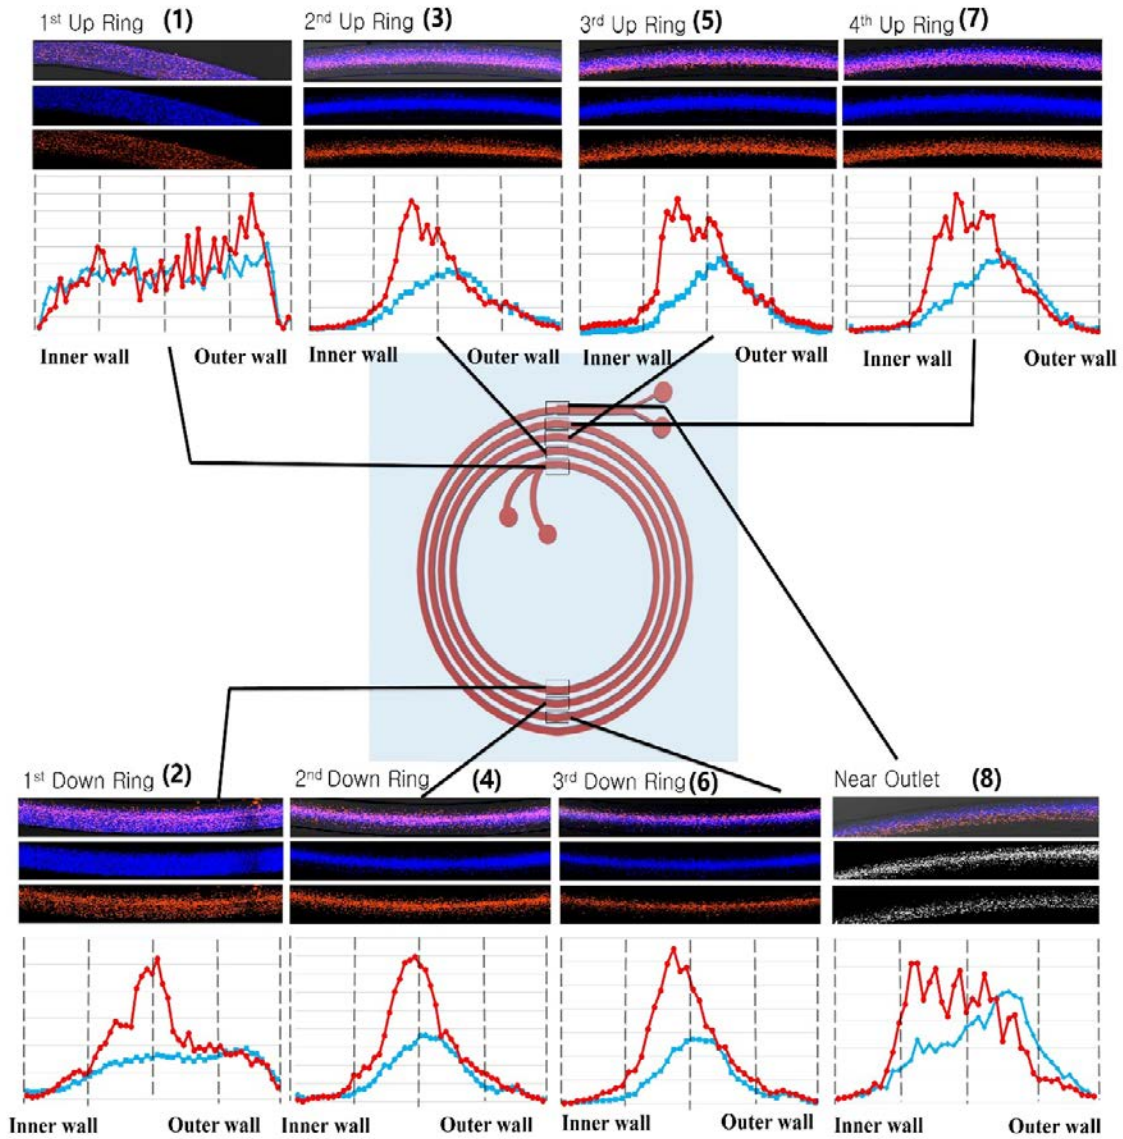 1st Up Ring (1)
2nd Up Ring (3)
3rd Up Ring (5)
4th Up Ring (7)
Inner wall Outer wall
Inner wall Outer wall
Inner wall Outer wall
Inner wall Outer wall
1st Down Ring (2)
2nd Down Ring (4)
3rd Down Ring (6)
Near Outlet (8)
Inner wall Outer wall
Inner wall Outer wall
Inner wall Outer wall
Inner wall Outer wall